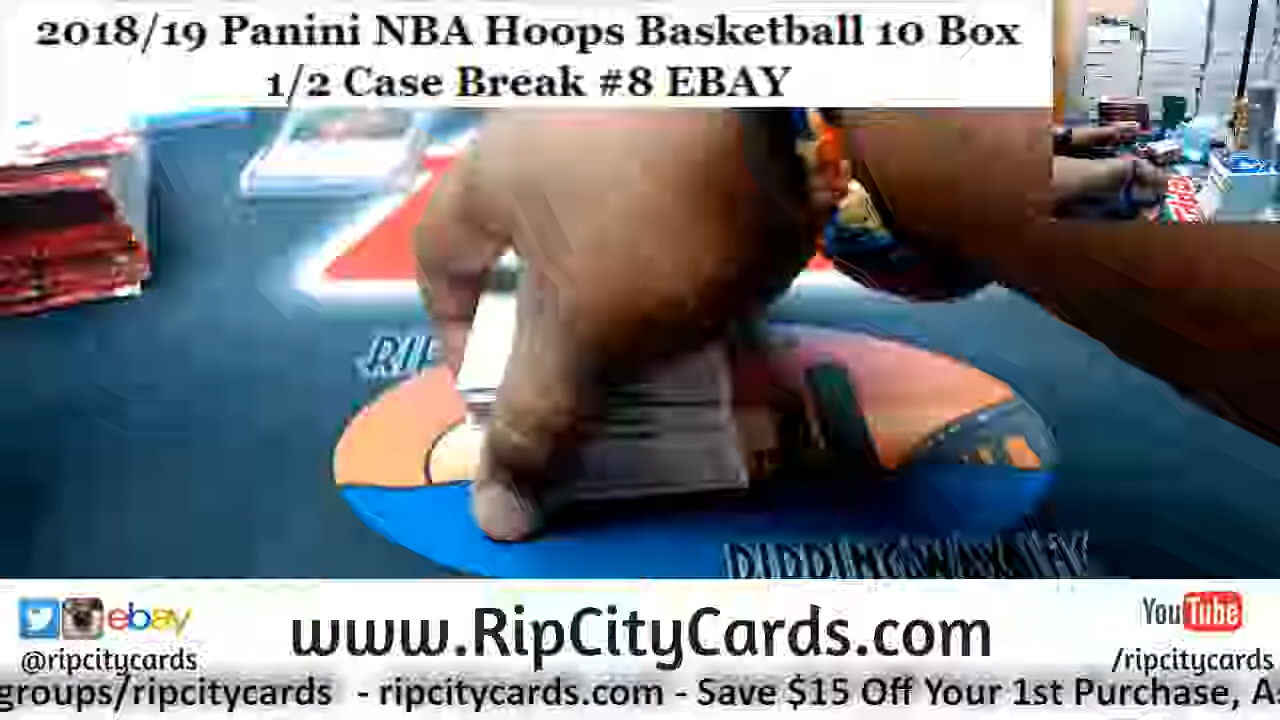 2018/19 Panini NBA Hoops Basketball 10 Box
1/2 Case Break #8 EBAY
RIP
ebay
www.RipCityCards.com
YouTube
@ripcitycards
/ripcitycards
groups/ripcitycards - ripcitycards.com - Save $15 Off Your 1st Purchase, A